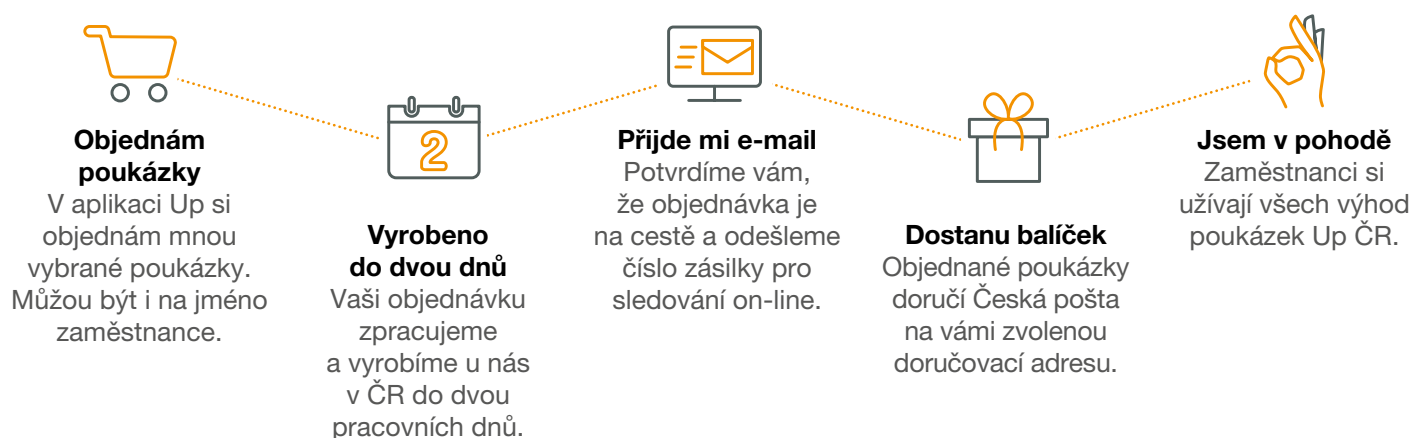 Objednám
poukázky
V aplikaci Up si
objednám mnou
vybrané poukázky.
Můžou být i na jméno
zaměstnance.
2
Vyrobeno
do dvou dnů
Vaši objednávku
zpracujeme
a vyrobíme u nás
v ČR do dvou
pracovních dnů.
Přijde mi e-mail
Potvrdíme vám,
že objednávka je
na cestě a odešleme
číslo zásilky pro
sledování on-line.
Dostanu balíček
Objednané poukázky
doručí Česká pošta
na vámi zvolenou
doručovací adresu.
Jsem v pohodě
Zaměstnanci si
užívají všech výhod
poukázek Up ČR.